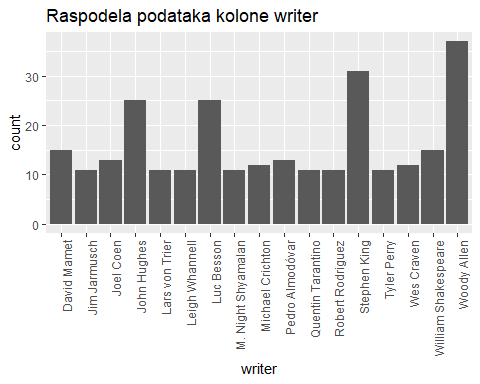 Raspodela podataka kolone writer
count
30
20
10
0
David Mamet
Jim Jarmusch
Joel Coen
John Hughes
Lars von Trier
Leigh Whannell
Luc Besson
M. Night Shyamalan
Michael Crichton
Pedro Almodóvar
Quentin Tarantino
Robert Rodriguez
Stephen King
Tyler Perry
Wes Craven
William Shakespeare
Woody Allen
writer